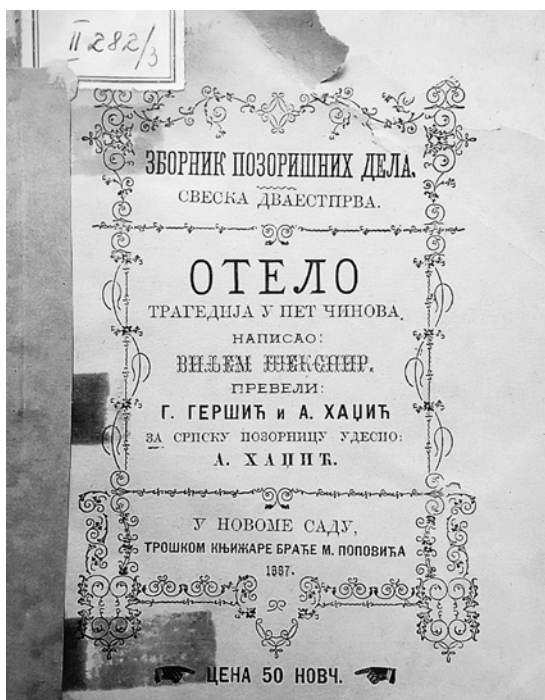 II 282/3
ЗБОРНИК ПОЗОРИШНИХ ДЕЛА.
СВЕСКА ДВАЕСТПРВА.
ОТЕЛО
ТРАГЕДИЈА У ПЕТ ЧИНОВА.
НАПИСАО:
ВИЉЕМ ШЕКСПИР.
ПРЕВЕЛИ:
Г. ГЕРШИЋ и А. ХАЏИЋ
ЗА СРПСКУ ПОЗОРНИЦУ УДЕСИО:
А. ХАЏИЋ.
У НОВОМЕ САДУ,
ТРОШКОМ КЊИЖАРЕ БРАЋЕ М. ПОПОВИЋА
1887.
ЦЕНА 50 НОВЧ.